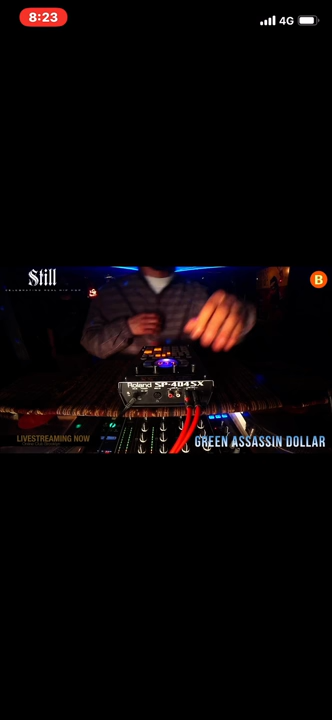 8:23
4G
Still
B
Roland SP-404SX
LIVESTREAMING NOW
GREEN ASSASSIN DOLLAR